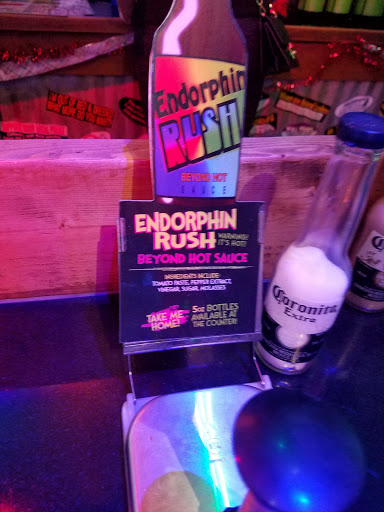 Endorphin
RUSH
BEYOND HOT
SAUCE
ENDORPHIN
RUSH WARNING!
IT'S HOT!
BEYOND HOT SAUCE
INGREDIENTS INCLUDE:
TOMATO PASTE, PEPPER EXTRACT,
VINEGAR, SUGAR, MOLASSES
TAKE ME
HOME!
5oz BOTTLES
AVAILABLE AT
THE COUNTER!
Coronita
Extra